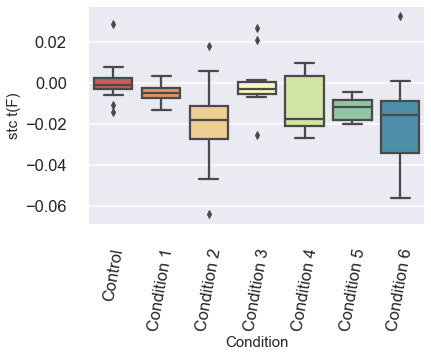 stc t(F)
0.02
0.00
−0.02
−0.04
−0.06
Control
Condition 1
Condition 2
Condition 3
Condition 4
Condition 5
Condition 6
Condition